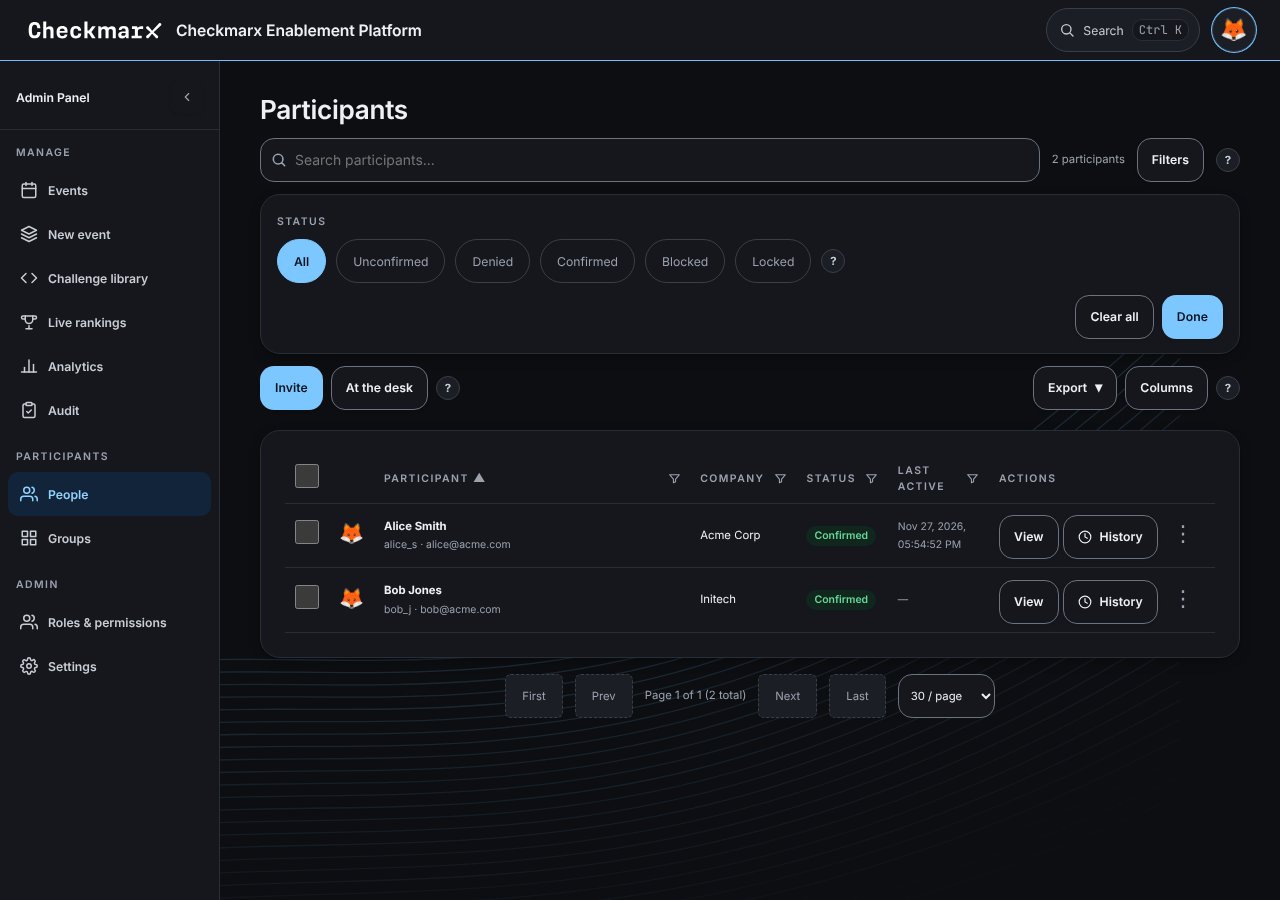 Checkmarx Checkmarx Enablement Platform Search Ctrl K
Admin Panel
MANAGE
Events
New event
Challenge library
Live rankings
Analytics
Audit
PARTICIPANTS
People
Groups
ADMIN
Roles & permissions
Settings
Participants
Search participants... 2 participants Filters ?
STATUS
All Unconfirmed Denied Confirmed Blocked Locked ?
Clear all Done
Invite At the desk ? Export ▼ Columns ?
PARTICIPANT ▲ COMPANY STATUS LAST ACTIVE ACTIONS
Alice Smith
alice_s · alice@acme.com
Acme Corp Confirmed Nov 27, 2026,
05:54:52 PM
View History
Bob Jones
bob_j · bob@acme.com
Initech Confirmed — View History
First Prev Page 1 of 1 (2 total) Next Last 30 / page